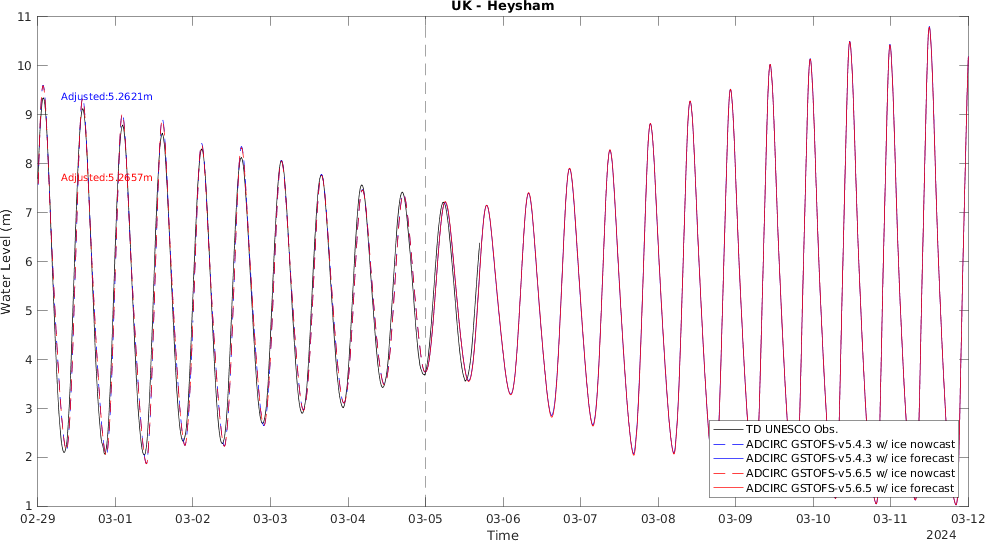 UK - Heysham
11
10
9
8
7
6
5
4
3
2
1
Water Level (m)
Adjusted:5.2621m
Adjusted:5.2657m
TD UNESCO Obs.
ADCIRC GSTOFS-v5.4.3 w/ ice nowcast
ADCIRC GSTOFS-v5.4.3 w/ ice forecast
ADCIRC GSTOFS-v5.6.5 w/ ice nowcast
ADCIRC GSTOFS-v5.6.5 w/ ice forecast
02-29 03-01 03-02 03-03 03-04 03-05 03-06 03-07 03-08 03-09 03-10 03-11 03-12
Time
2024